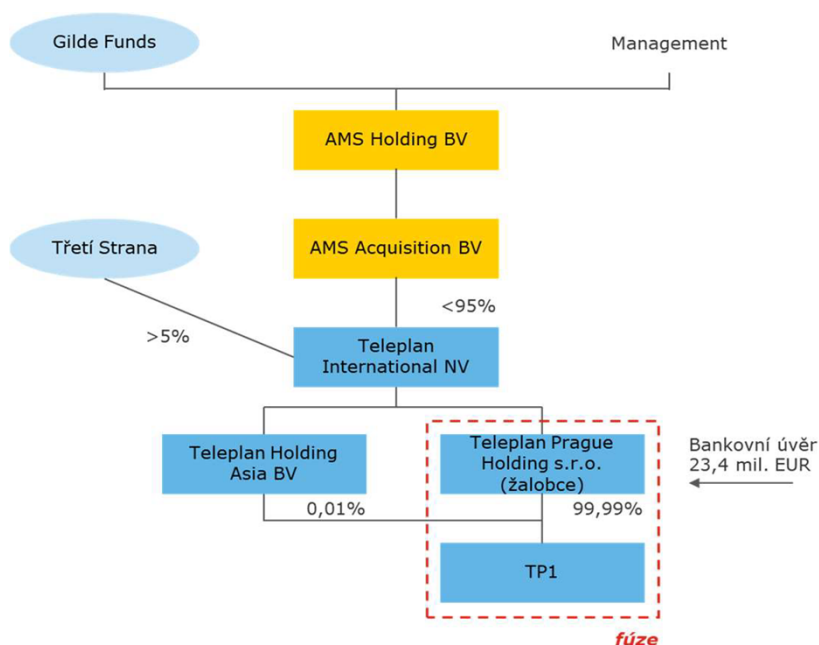 Gilde Funds
Management
AMS Holding BV
Třetí Strana
AMS Acquisition BV
<95%
>5%
Teleplan
International NV
Teleplan Holding
Asia BV
Teleplan Prague
Holding s.r.o.
(žalobce)
Bankovní úvěr
23,4 mil. EUR
0,01%
99,99%
TP1
fúze